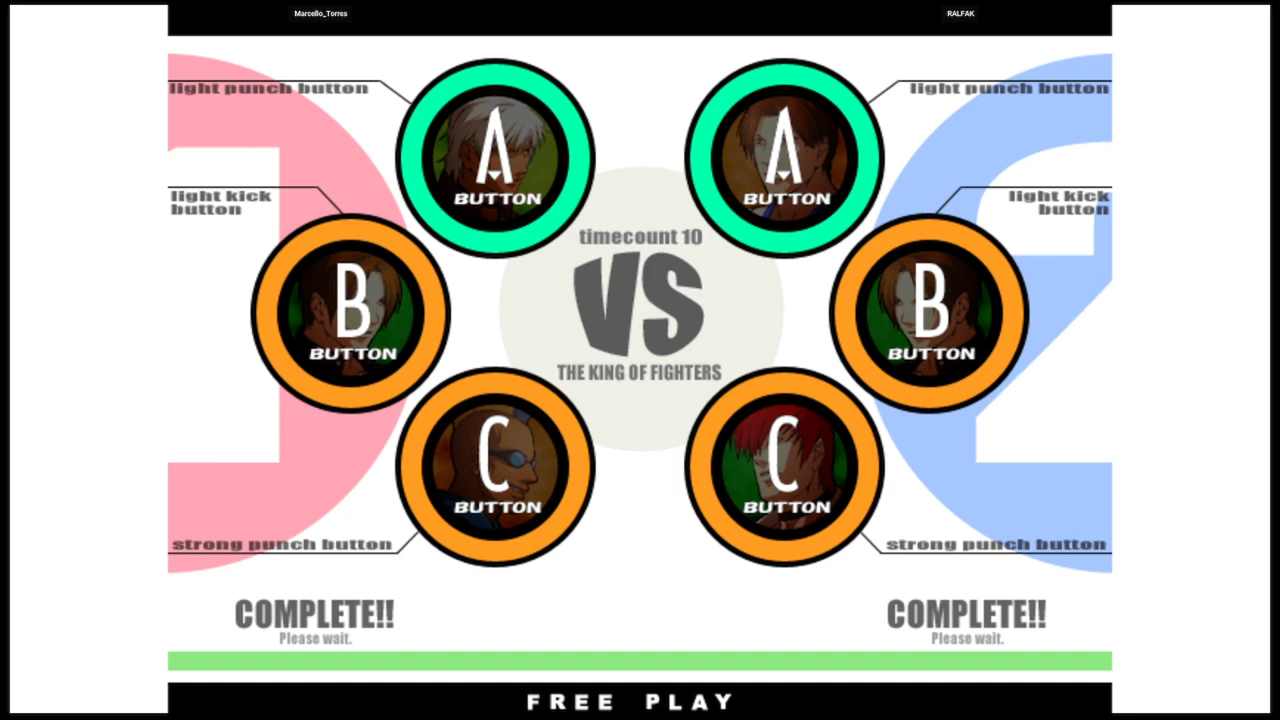 Marcello_Torres
RALFAK
light punch button
light punch button
A
BUTTON
A
BUTTON
light kick
button
light kick
button
timecount 10
VS
THE KING OF FIGHTERS
B
BUTTON
B
BUTTON
C
BUTTON
C
BUTTON
strong punch button
strong punch button
COMPLETE!!
Please wait.
COMPLETE!!
Please wait.
FREE PLAY